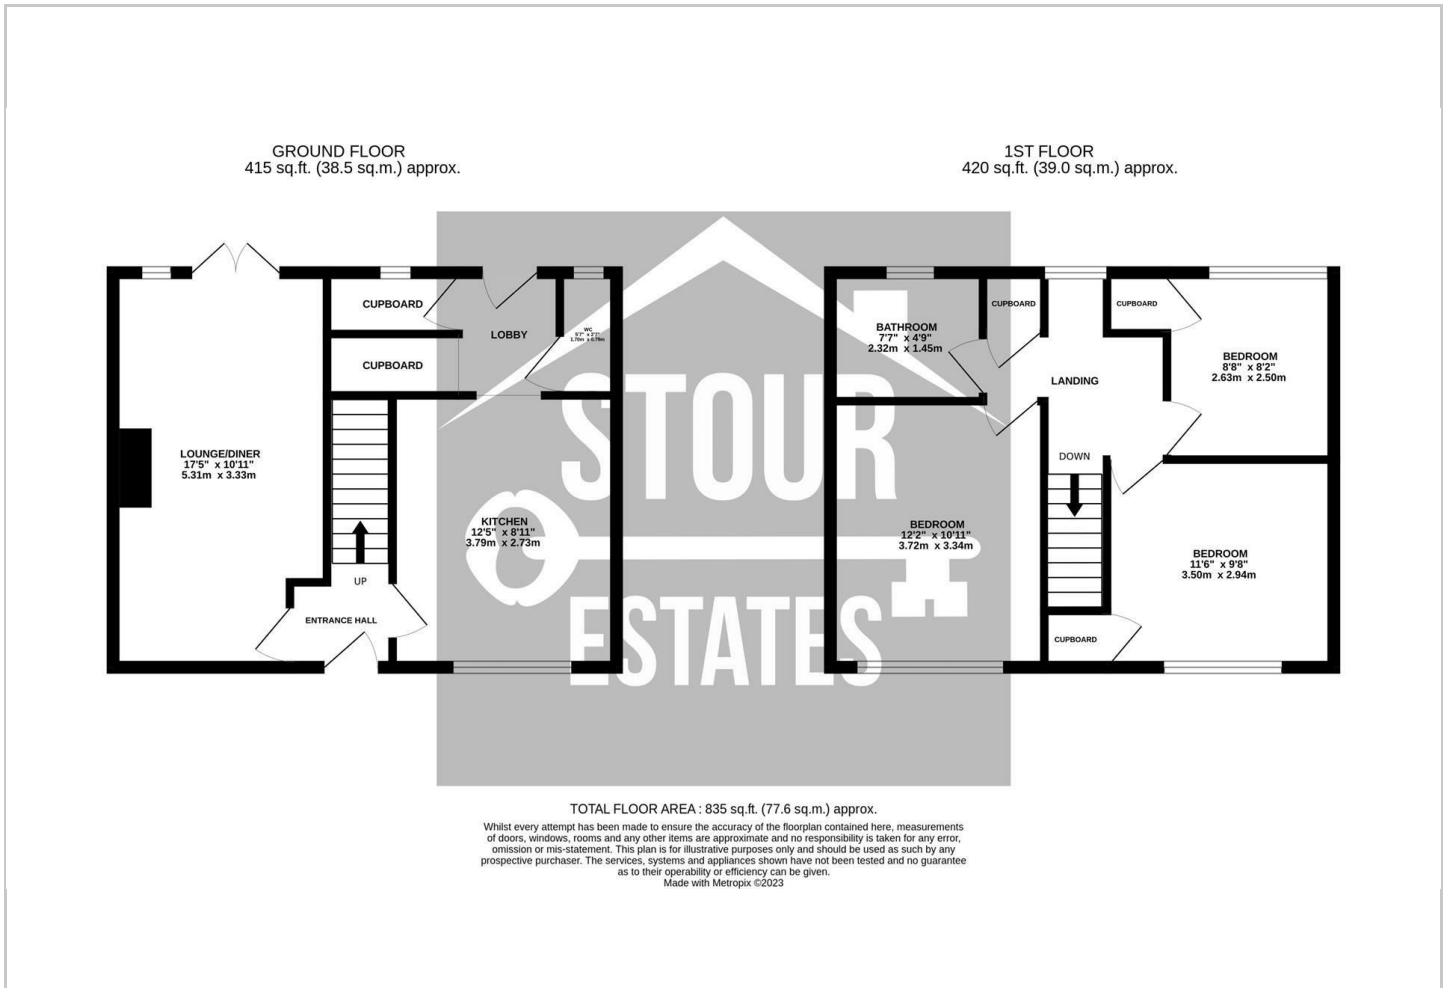 GROUND FLOOR
415 sq.ft. (38.5 sq.m.) approx.
CUPBOARD
LOBBY
WC
5'7" x 2'7"
1.70m x 0.79m
CUPBOARD
LOUNGE/DINER
17'5" x 10'11"
5.31m x 3.33m
KITCHEN
12'5" x 8'11"
3.79m x 2.73m
UP
ENTRANCE HALL
1ST FLOOR
420 sq.ft. (39.0 sq.m.) approx.
CUPBOARD
CUPBOARD
BATHROOM
7'7" x 4'9"
2.32m x 1.45m
BEDROOM
8'8" x 8'2"
2.63m x 2.50m
LANDING
DOWN
BEDROOM
12'2" x 10'11"
3.72m x 3.34m
BEDROOM
11'6" x 9'8"
3.50m x 2.94m
CUPBOARD
STOUR
ESTATES
TOTAL FLOOR AREA : 835 sq.ft. (77.6 sq.m.) approx.
Whilst every attempt has been made to ensure the accuracy of the floorplan contained here, measurements
of doors, windows, rooms and any other items are approximate and no responsibility is taken for any error,
omission or mis-statement. This plan is for illustrative purposes only and should be used as such by any
prospective purchaser. The services, systems and appliances shown have not been tested and no guarantee
as to their operability or efficiency can be given.
Made with Metropix ©2023